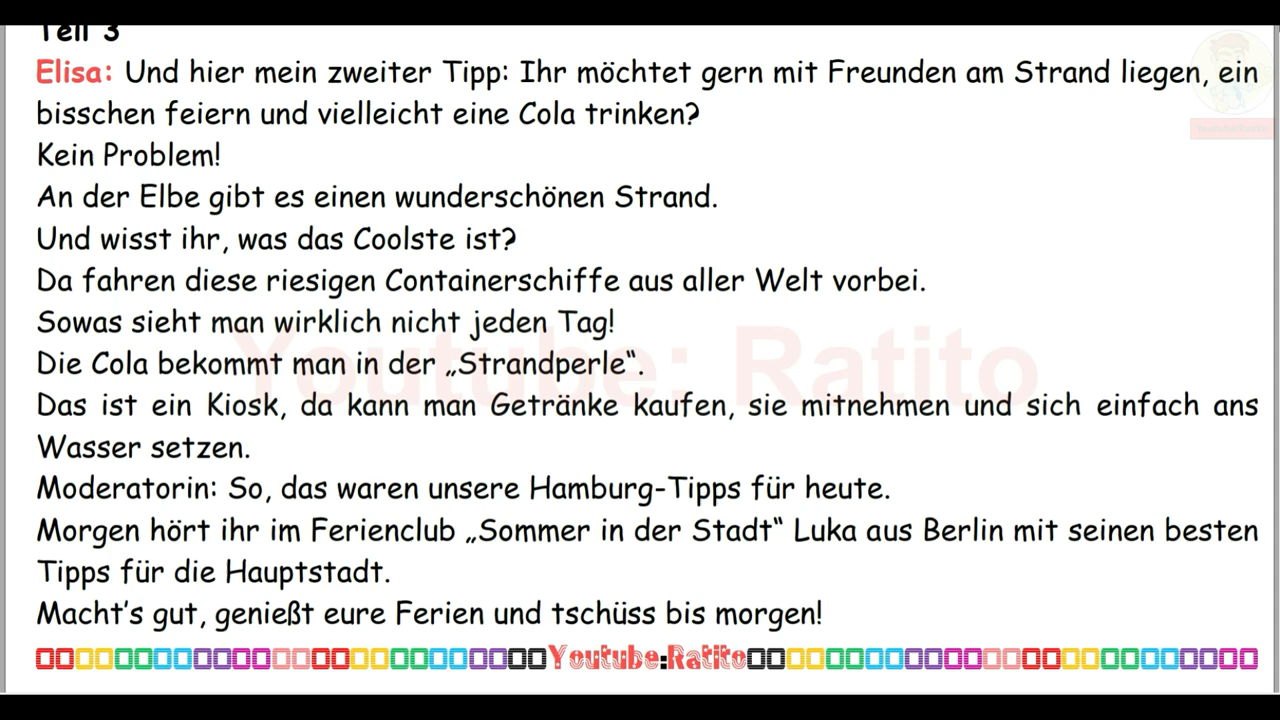 Teil 3
Elisa: Und hier mein zweiter Tipp: Ihr möchtet gern mit Freunden am Strand liegen, ein
bisschen feiern und vielleicht eine Cola trinken?
Kein Problem!
An der Elbe gibt es einen wunderschönen Strand.
Und wisst ihr, was das Coolste ist?
Da fahren diese riesigen Containerschiffe aus aller Welt vorbei.
Sowas sieht man wirklich nicht jeden Tag!
Youtube: Ratito
Die Cola bekommt man in der „Strandperle“.
Das ist ein Kiosk, da kann man Getränke kaufen, sie mitnehmen und sich einfach ans
Wasser setzen.
Moderatorin: So, das waren unsere Hamburg-Tipps für heute.
Morgen hört ihr im Ferienclub „Sommer in der Stadt“ Luka aus Berlin mit seinen besten
Tipps für die Hauptstadt.
Macht’s gut, genießt eure Ferien und tschüss bis morgen!
Youtube:Ratito